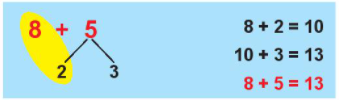 8 + 5
2 3
8 + 2 = 10
10 + 3 = 13
8 + 5 = 13